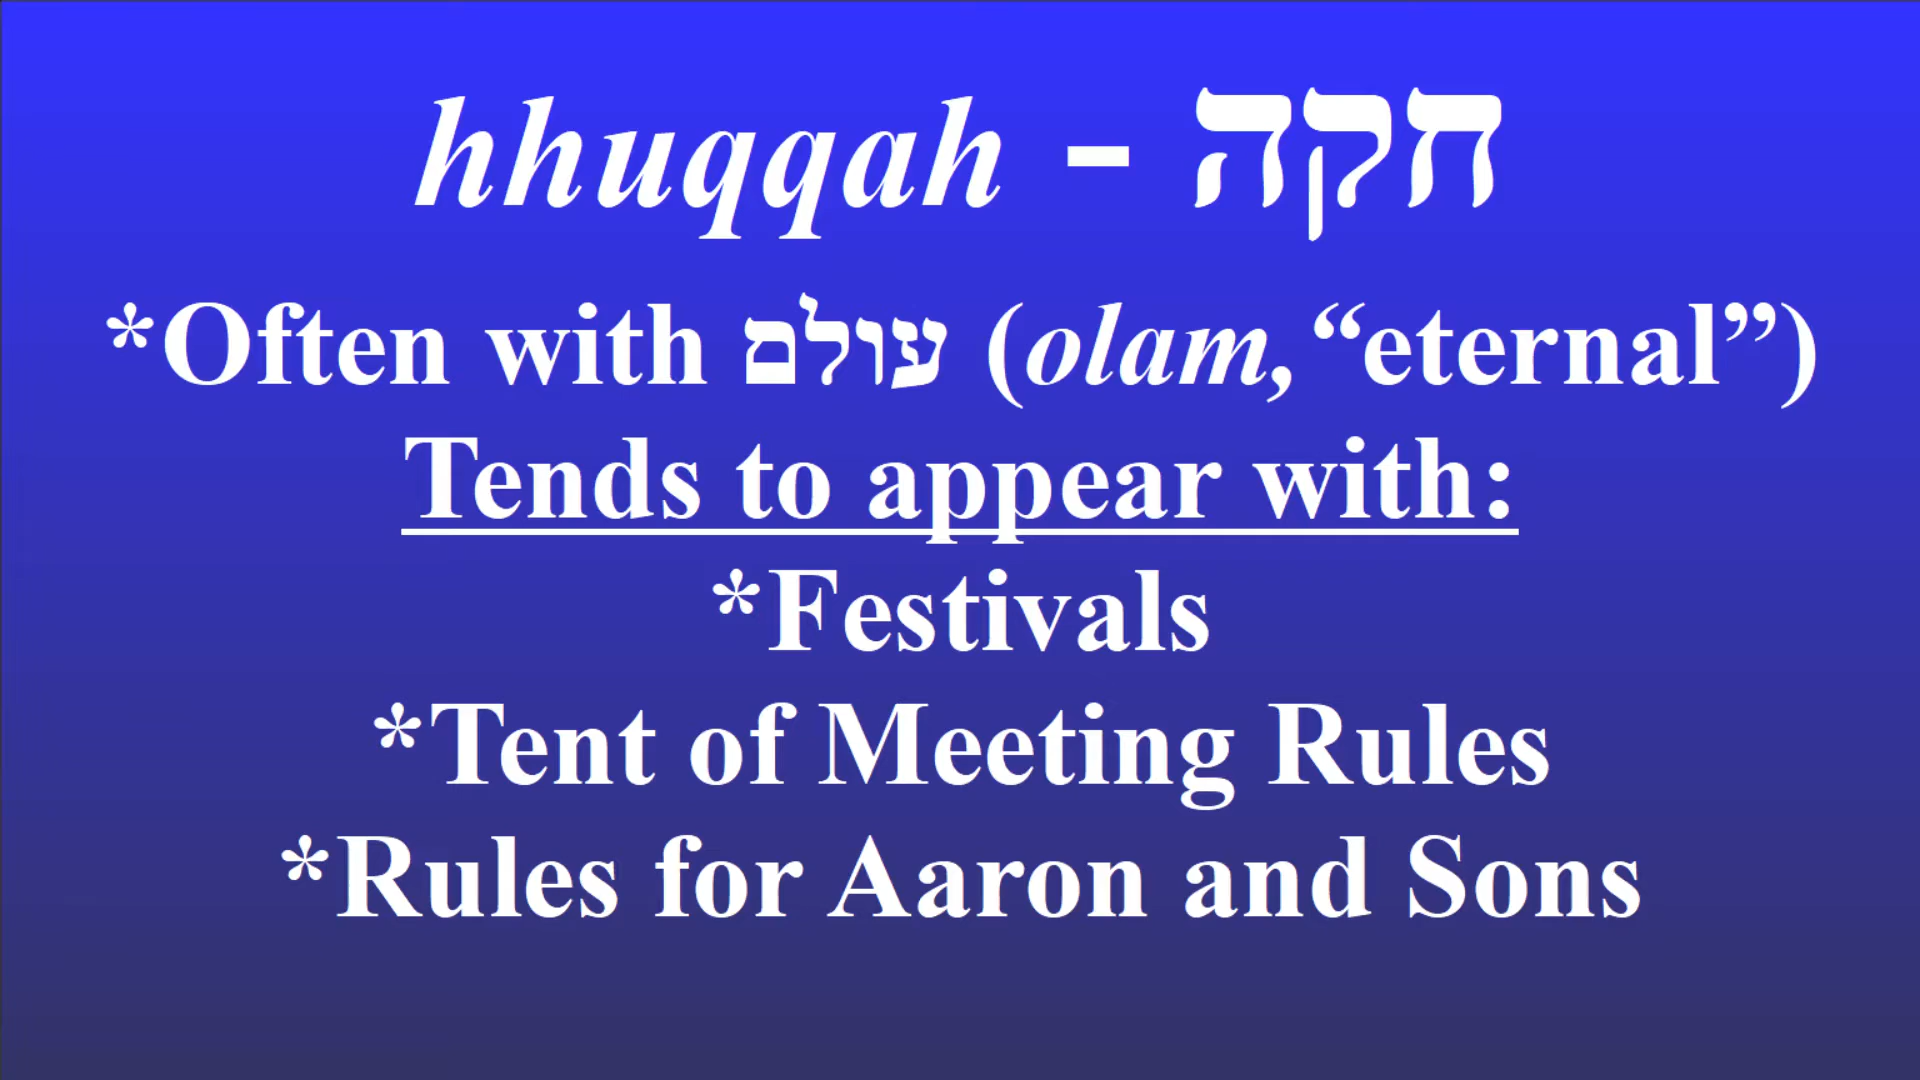 hhuqqah - חקה
*Often with עולם (olam, “eternal”)
Tends to appear with:
*Festivals
*Tent of Meeting Rules
*Rules for Aaron and Sons